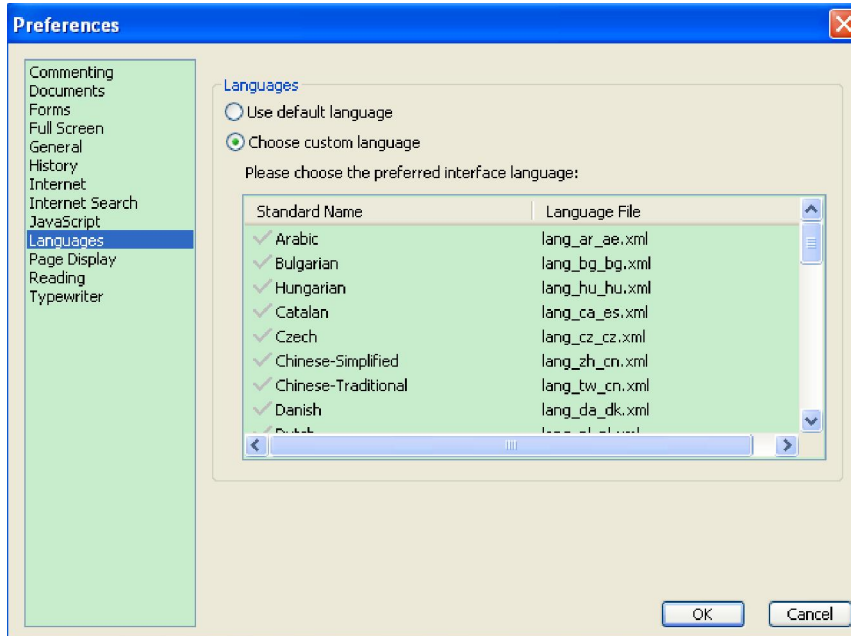 Preferences
Commenting
Documents
Forms
Full Screen
General
History
Internet
Internet Search
JavaScript
Languages
Page Display
Reading
Typewriter
Languages
Use default language
Choose custom language
Please choose the preferred interface language:
Standard Name Language File
Arabic lang_ar_ae.xml
Bulgarian lang_bg_bg.xml
Hungarian lang_hu_hu.xml
Catalan lang_ca_es.xml
Czech lang_cz_cz.xml
Chinese-Simplified lang_zh_cn.xml
Chinese-Traditional lang_tw_cn.xml
Danish lang_da_dk.xml
OK Cancel